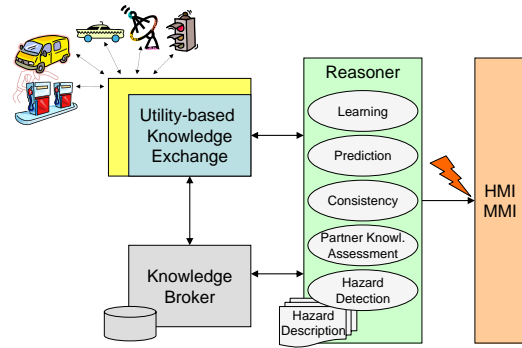 Reasoner
Learning
Utility-based
Knowledge
Exchange
Prediction
Consistency
HMI
MMI
Partner Knowl.
Assessment
Knowledge
Broker
Hazard
Detection
Hazard
Description